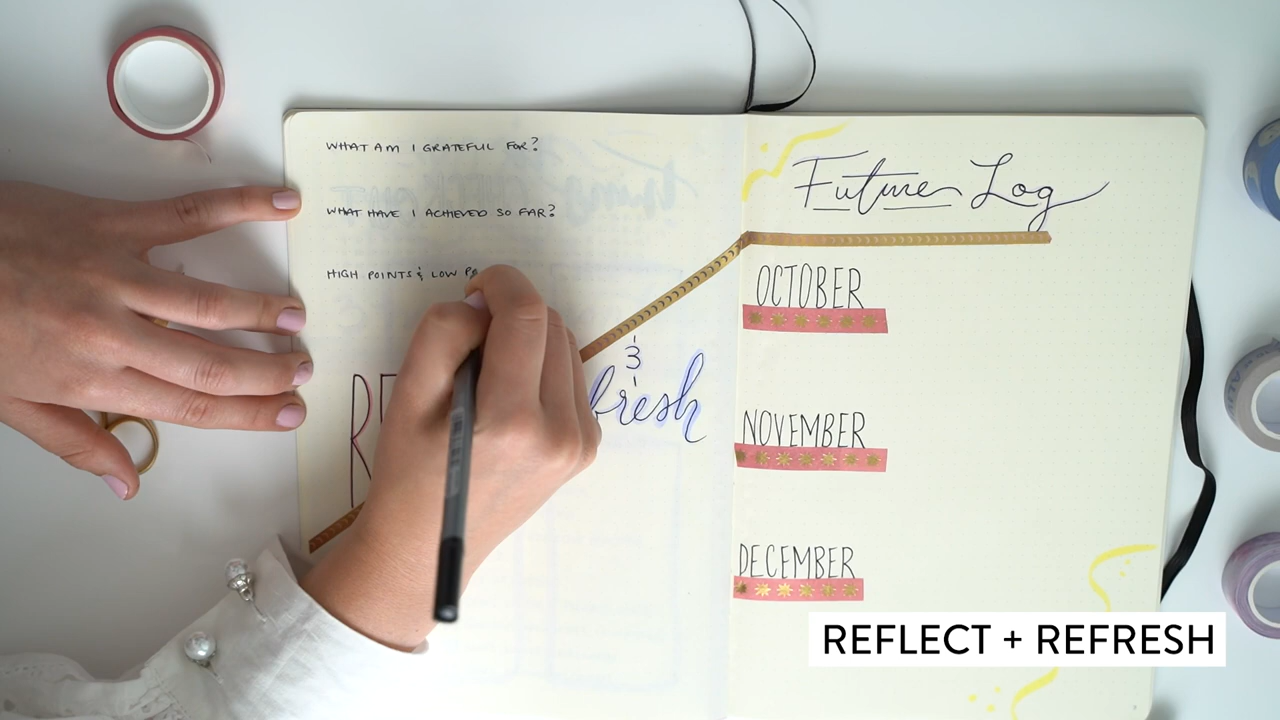 WHAT AM I GRATEFUL FOR?
WHAT HAVE I ACHIEVED SO FAR?
HIGH POINTS & LOW
&
fresh
Future Log
OCTOBER
NOVEMBER
DECEMBER
REFLECT + REFRESH